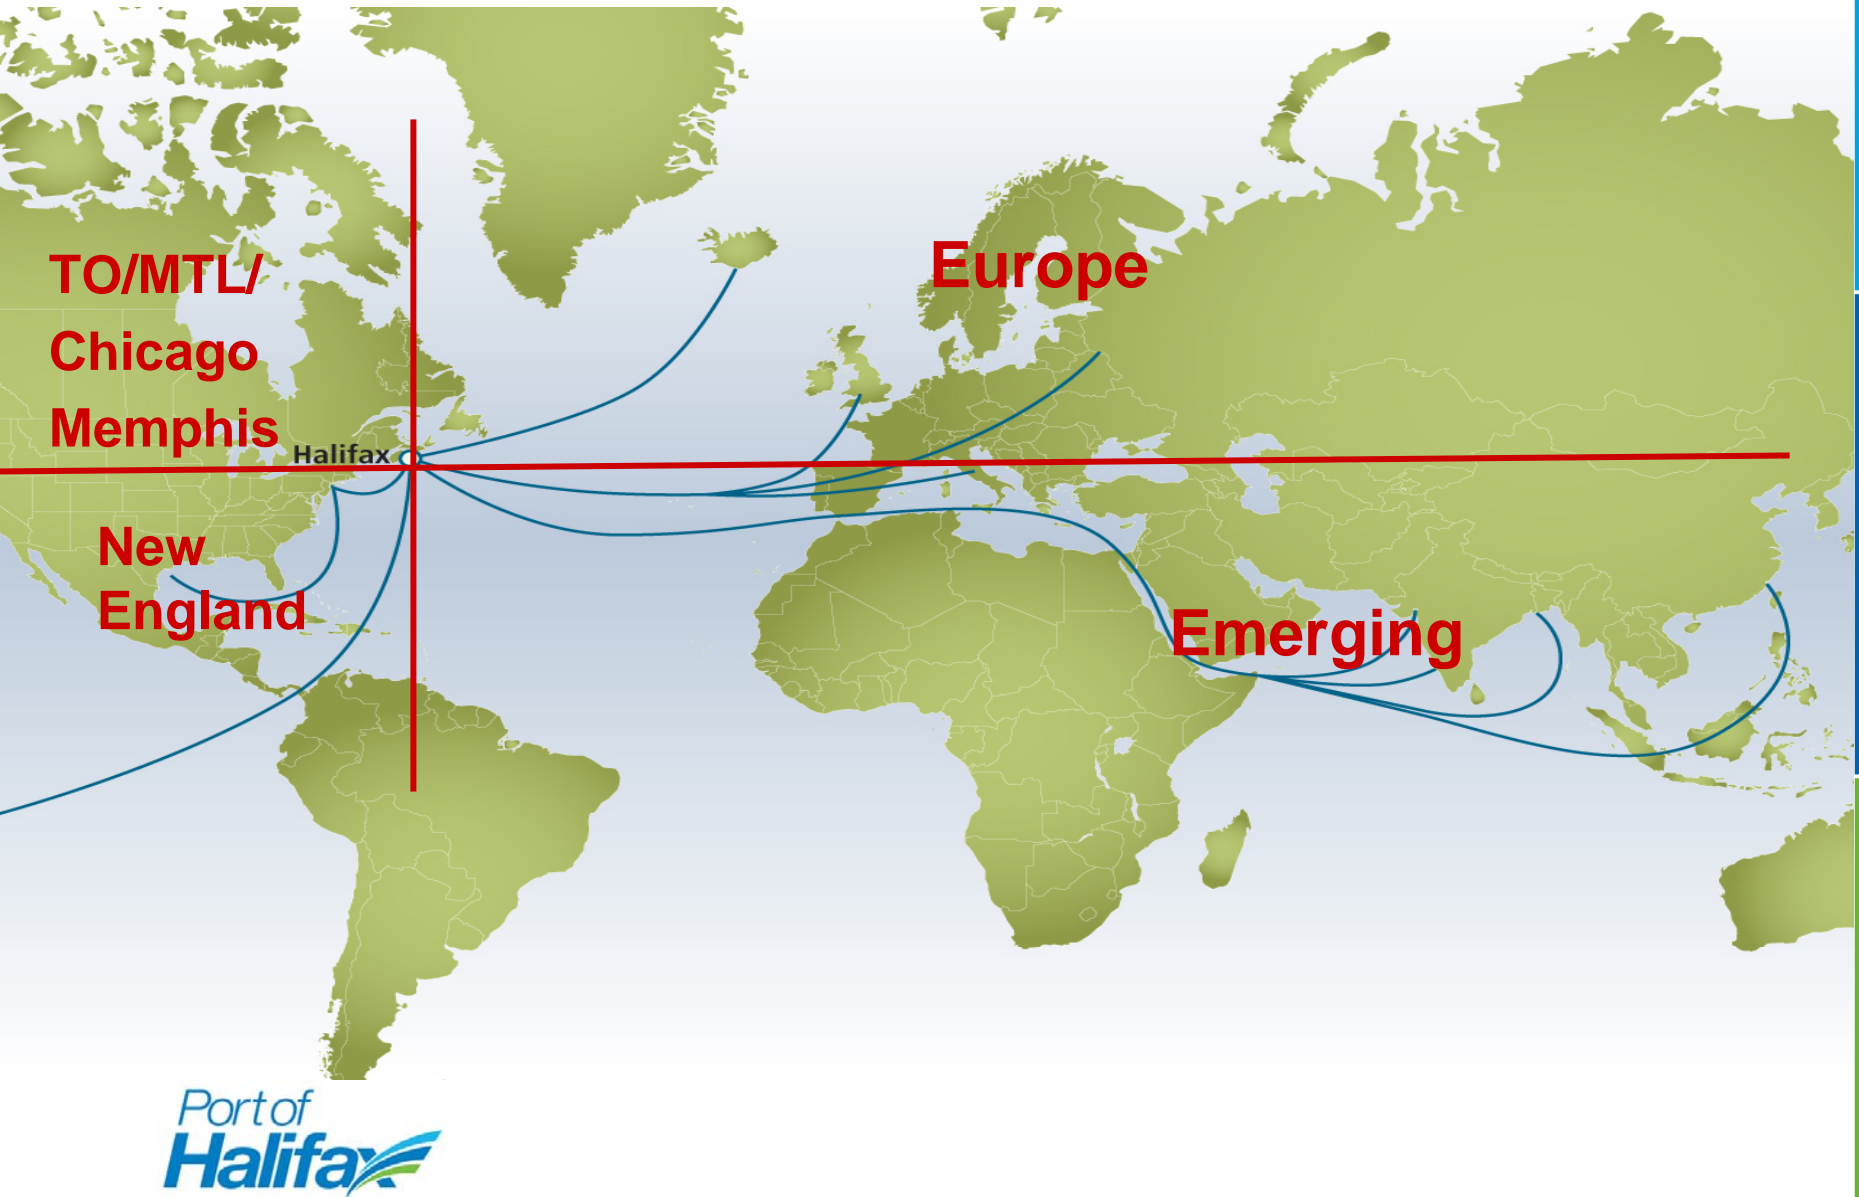 TO/MTL/
Chicago
Memphis
Europe
Halifax
New
England
Emerging
Port of
Halifax